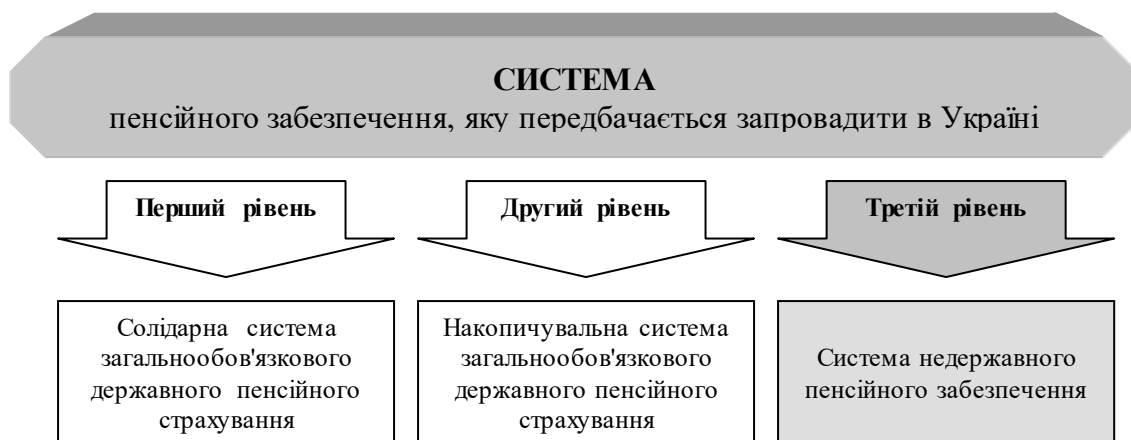 СИСТЕМА
пенсійного забезпечення, яку передбачається запровадити в Україні
Перший рівень
Другий рівень
Третій рівень
Солідарна система
загальнообов'язкового
державного пенсійного
страхування
Накопичувальна система
загальнообов'язкового
державного пенсійного
страхування
Система недержавного
пенсійного забезпечення